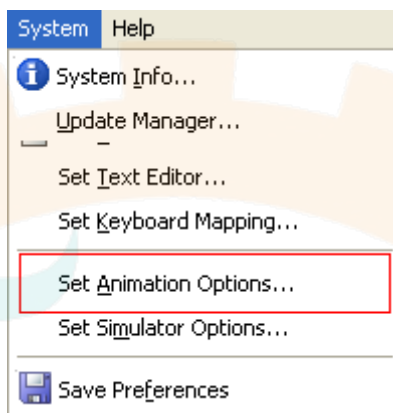 System Help
System Info...
Update Manager...
Set Text Editor...
Set Keyboard Mapping...
Set Animation Options...
Set Simulator Options...
Save Preferences